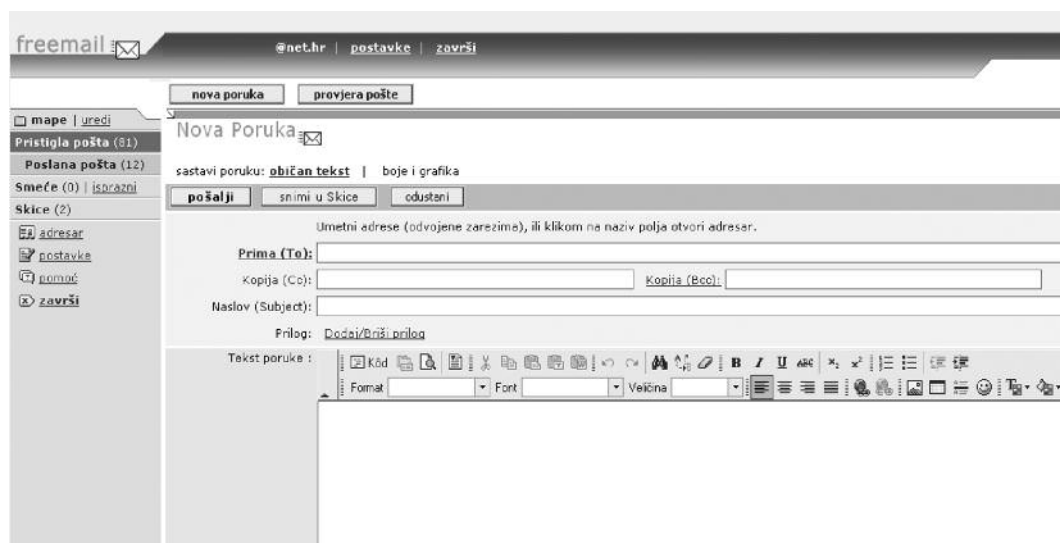 freemail
@net.hr | postavke | završi
nova poruka provjera pošte
mape | uredi
Pristigla pošta (81)
Poslana pošta (12)
Smeće (0) | isprazni
Skice (2)
adresar
postavke
pomoć
završi
Nova Poruka
sastavi poruku: običan tekst | boje i grafika
pošalji snimi u Skice odustani
Umetni adrese (odvojene zarezima), ili klikom na naziv polja otvori adresar.
Prima (To):
Kopija (Cc): Kopija (Bcc):
Naslov (Subject):
Prilog: Dodaj/Briši prilog
Tekst poruke :
Kôd B I U ABC x₂ x²
Format Font Veličina